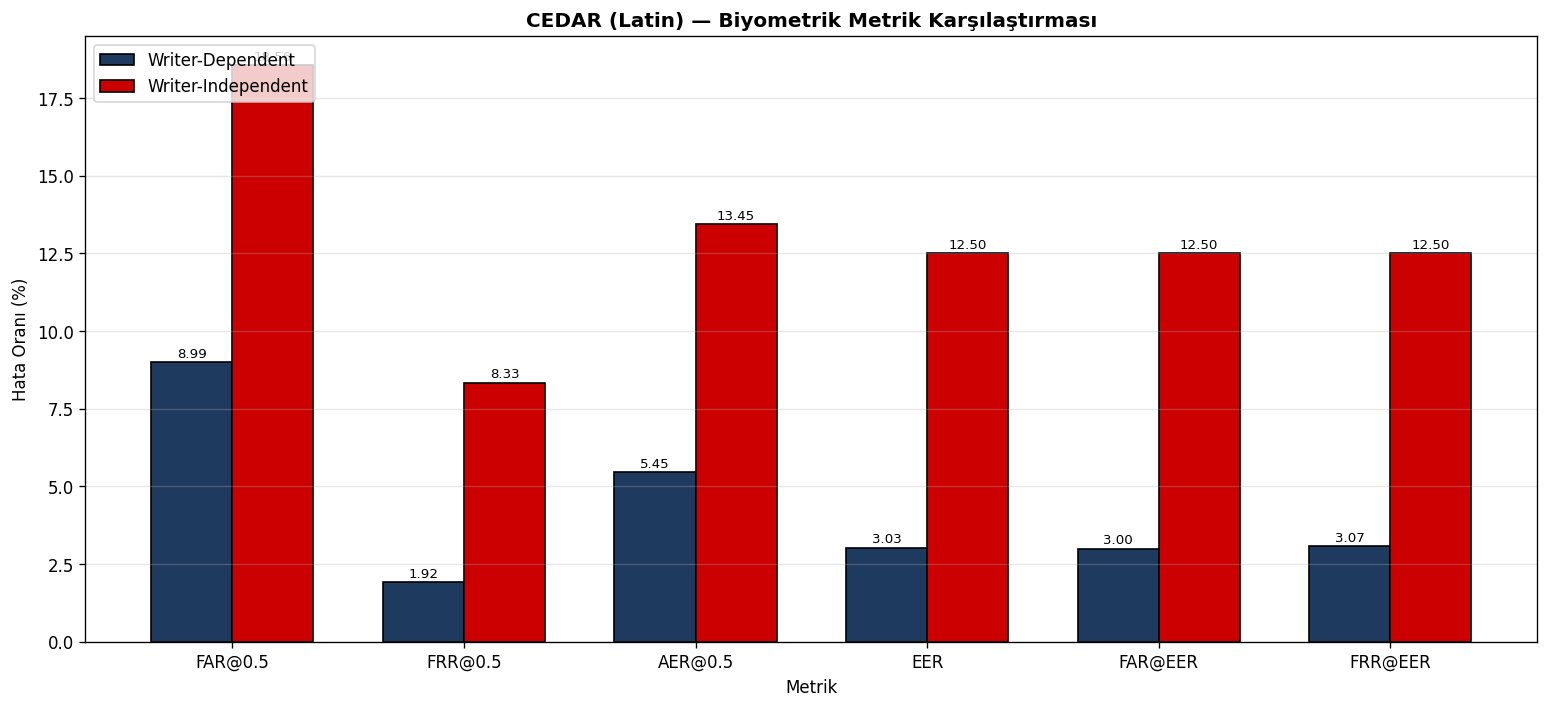 CEDAR (Latin) — Biyometrik Metrik Karşılaştırması
Writer-Dependent
Writer-Independent
17.5
15.0
12.5
10.0
7.5
5.0
2.5
0.0
Hata Oranı (%)
8.99
1.92
8.33
5.45
13.45
3.03
12.50
3.00
12.50
3.07
12.50
FAR@0.5
FRR@0.5
AER@0.5
EER
FAR@EER
FRR@EER
Metrik